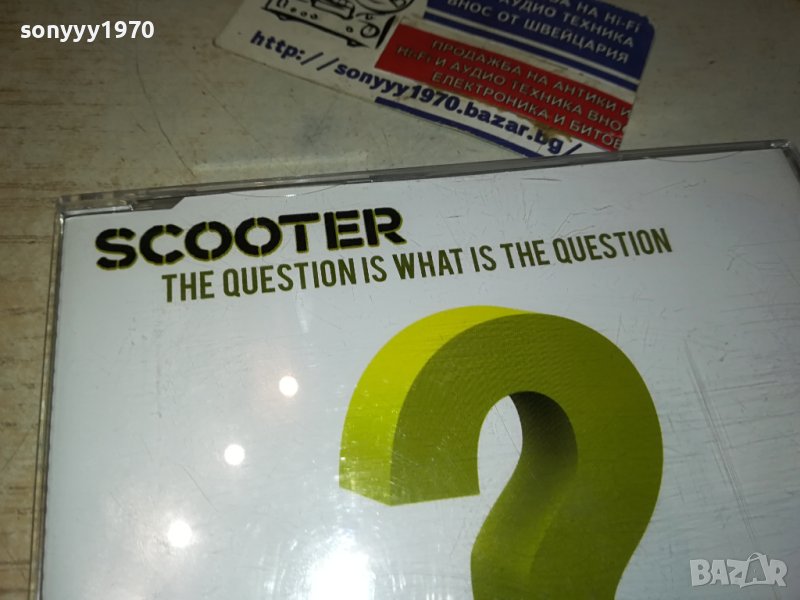 sonyyy1970
НА HI-FI
АУДИО ТЕХНИКА
ВНОС ОТ ШВЕЙЦАРИЯ
ПРОДАЖБА НА АНТИКИ И
HI-FI И АУДИО ТЕХНИКА ВНОС
ЕЛЕКТРОНИКА И БИТОВ
http://sonyyy1970.bazar.bg/
SCOOTER
THE QUESTION IS WHAT IS THE QUESTION
?
BAZAR